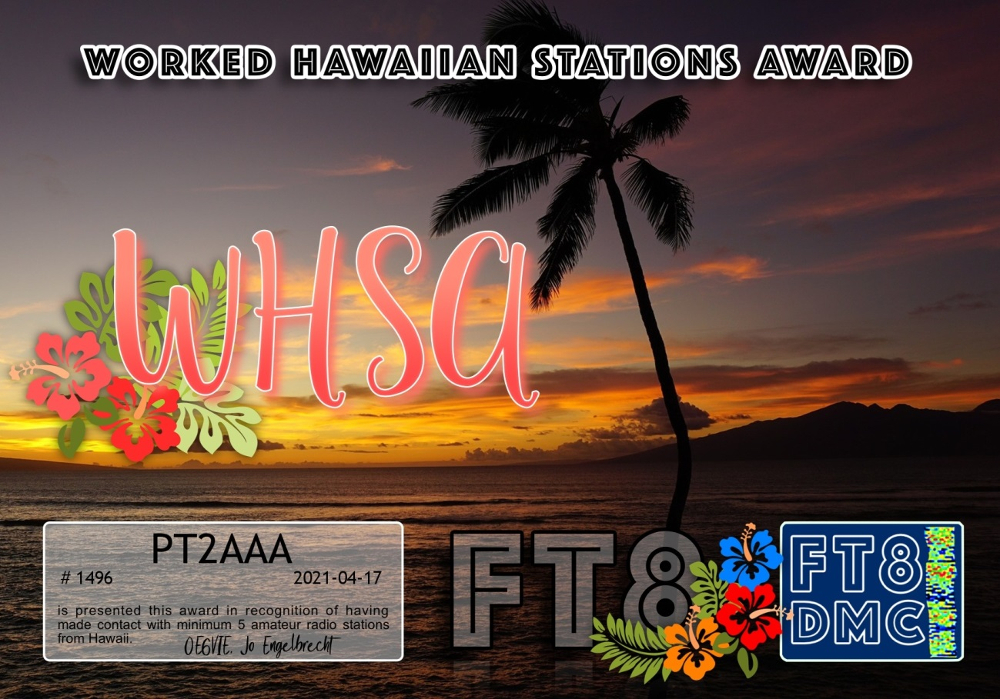 WORKED HAWAIIAN STATIONS AWARD
WHSA
PT2AAA
# 1496 2021-04-17
is presented this award in recognition of having
made contact with minimum 5 amateur radio stations
from Hawaii.
OE6VIE, Jo Engelbrecht
FT8
FT8
DMC